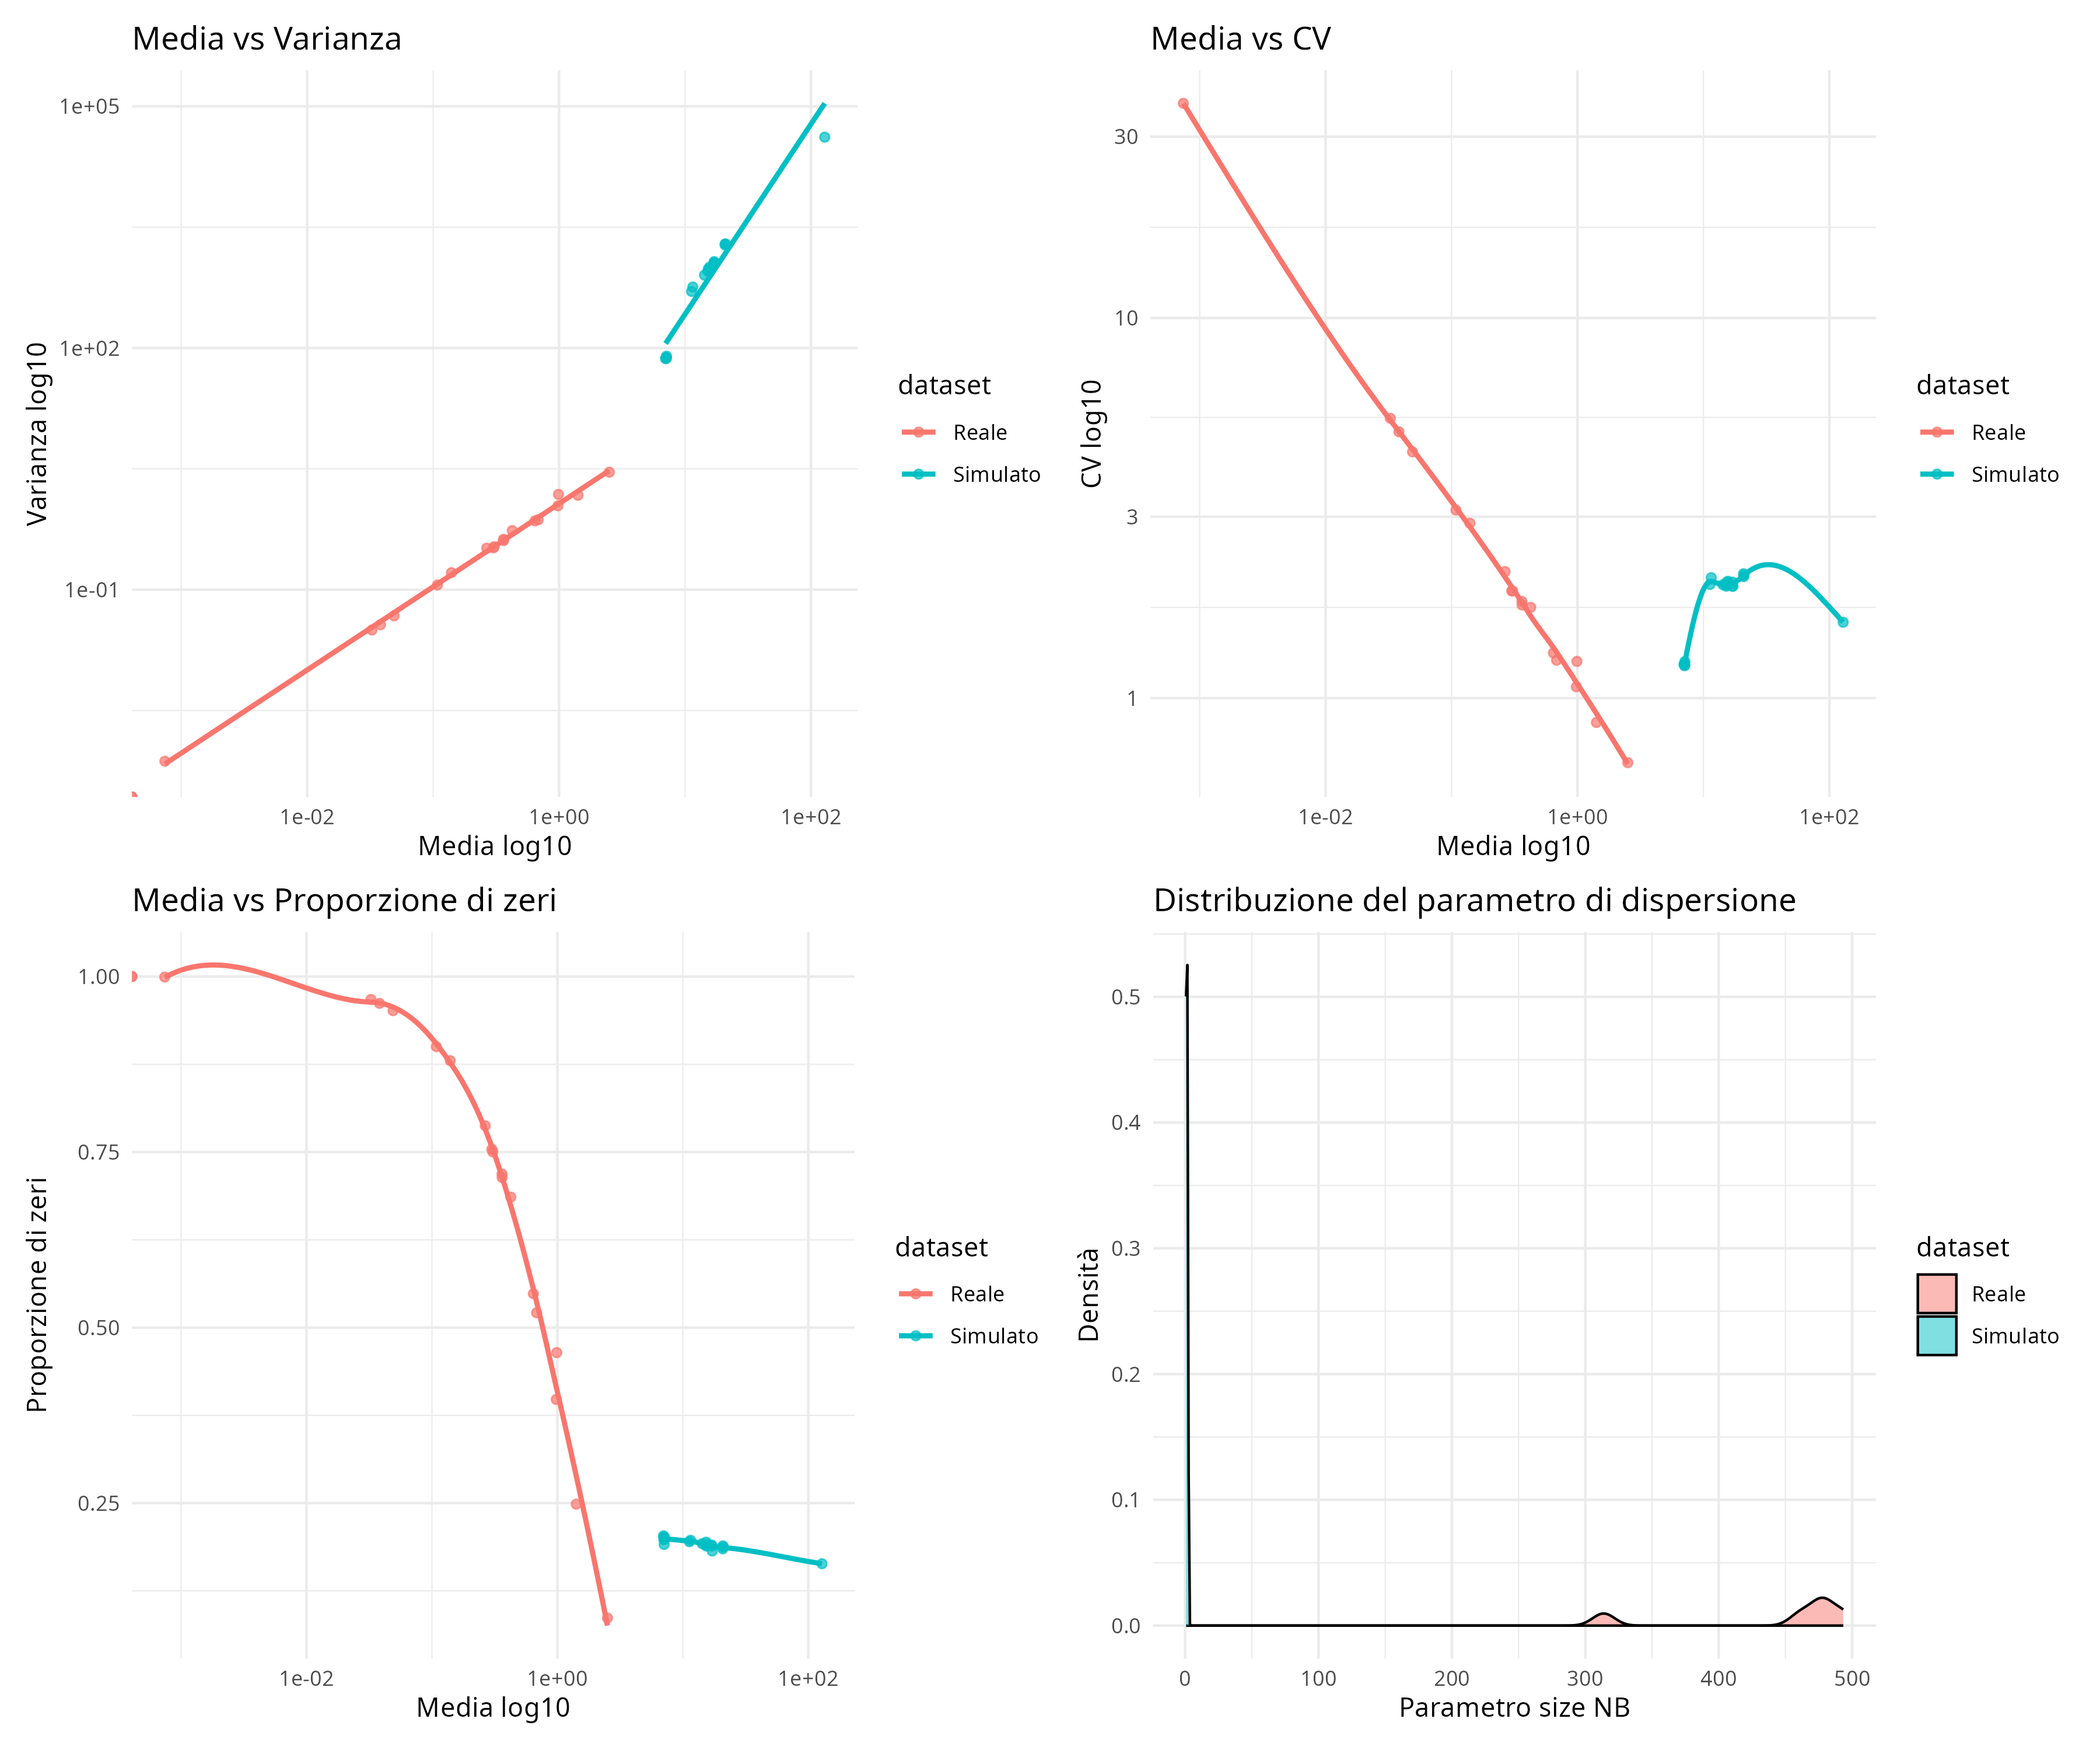 Media vs Varianza
Varianza log10
1e+05
1e+02
1e-01
1e-02
1e+00
1e+02
Media log10
dataset
Reale
Simulato
Media vs CV
CV log10
30
10
3
1
1e-02
1e+00
1e+02
Media log10
dataset
Reale
Simulato
Media vs Proporzione di zeri
Proporzione di zeri
1.00
0.75
0.50
0.25
1e-02
1e+00
1e+02
Media log10
dataset
Reale
Simulato
Distribuzione del parametro di dispersione
Densità
0.5
0.4
0.3
0.2
0.1
0.0
0
100
200
300
400
500
Parametro size NB
dataset
Reale
Simulato